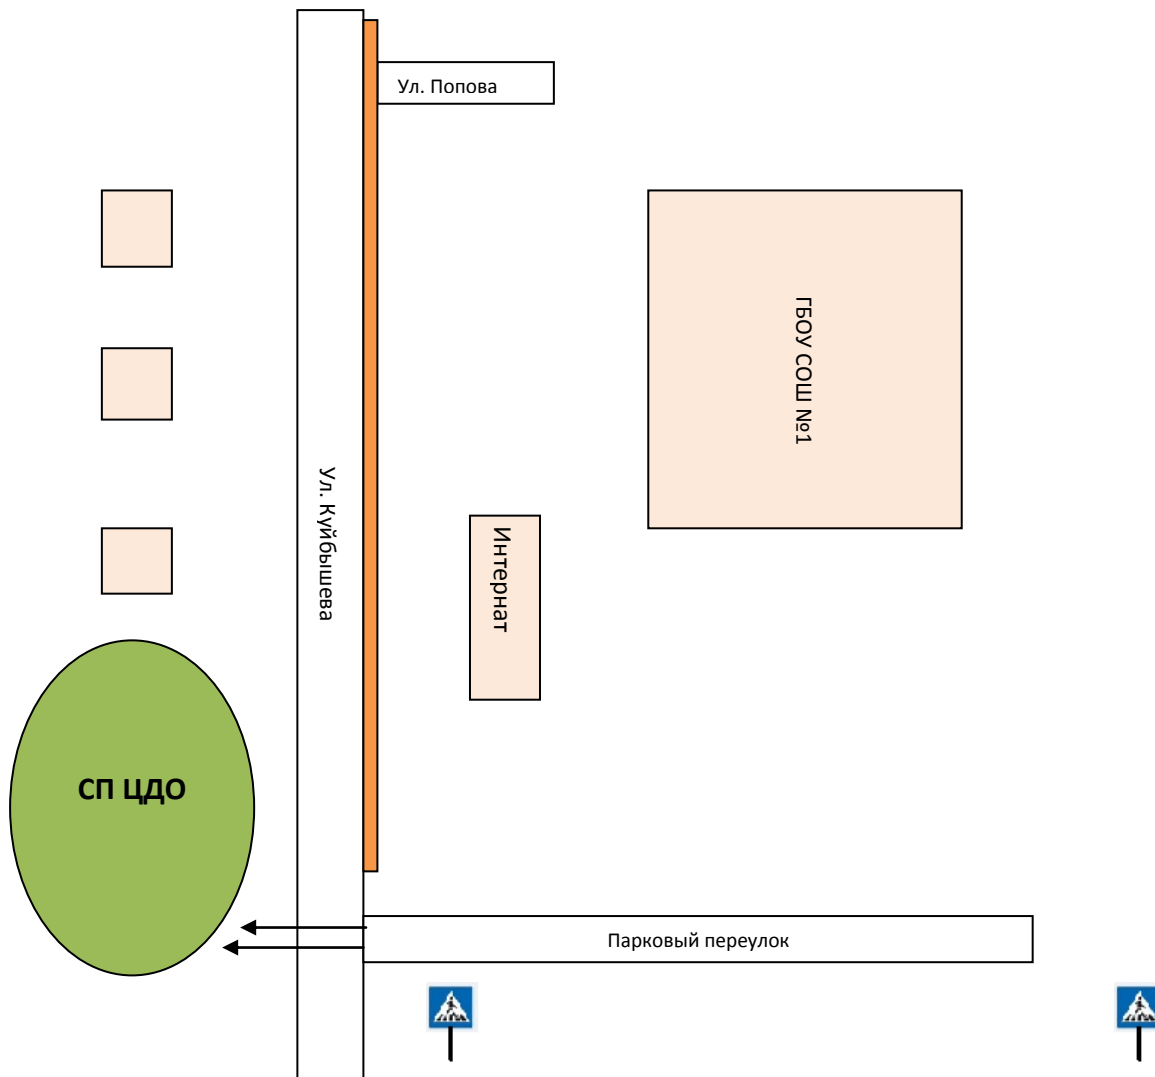 Ул. Попова
ГБОУ СОШ №1
Ул. Куйбышева
Интернат
СП ЦДО
Парковый переулок